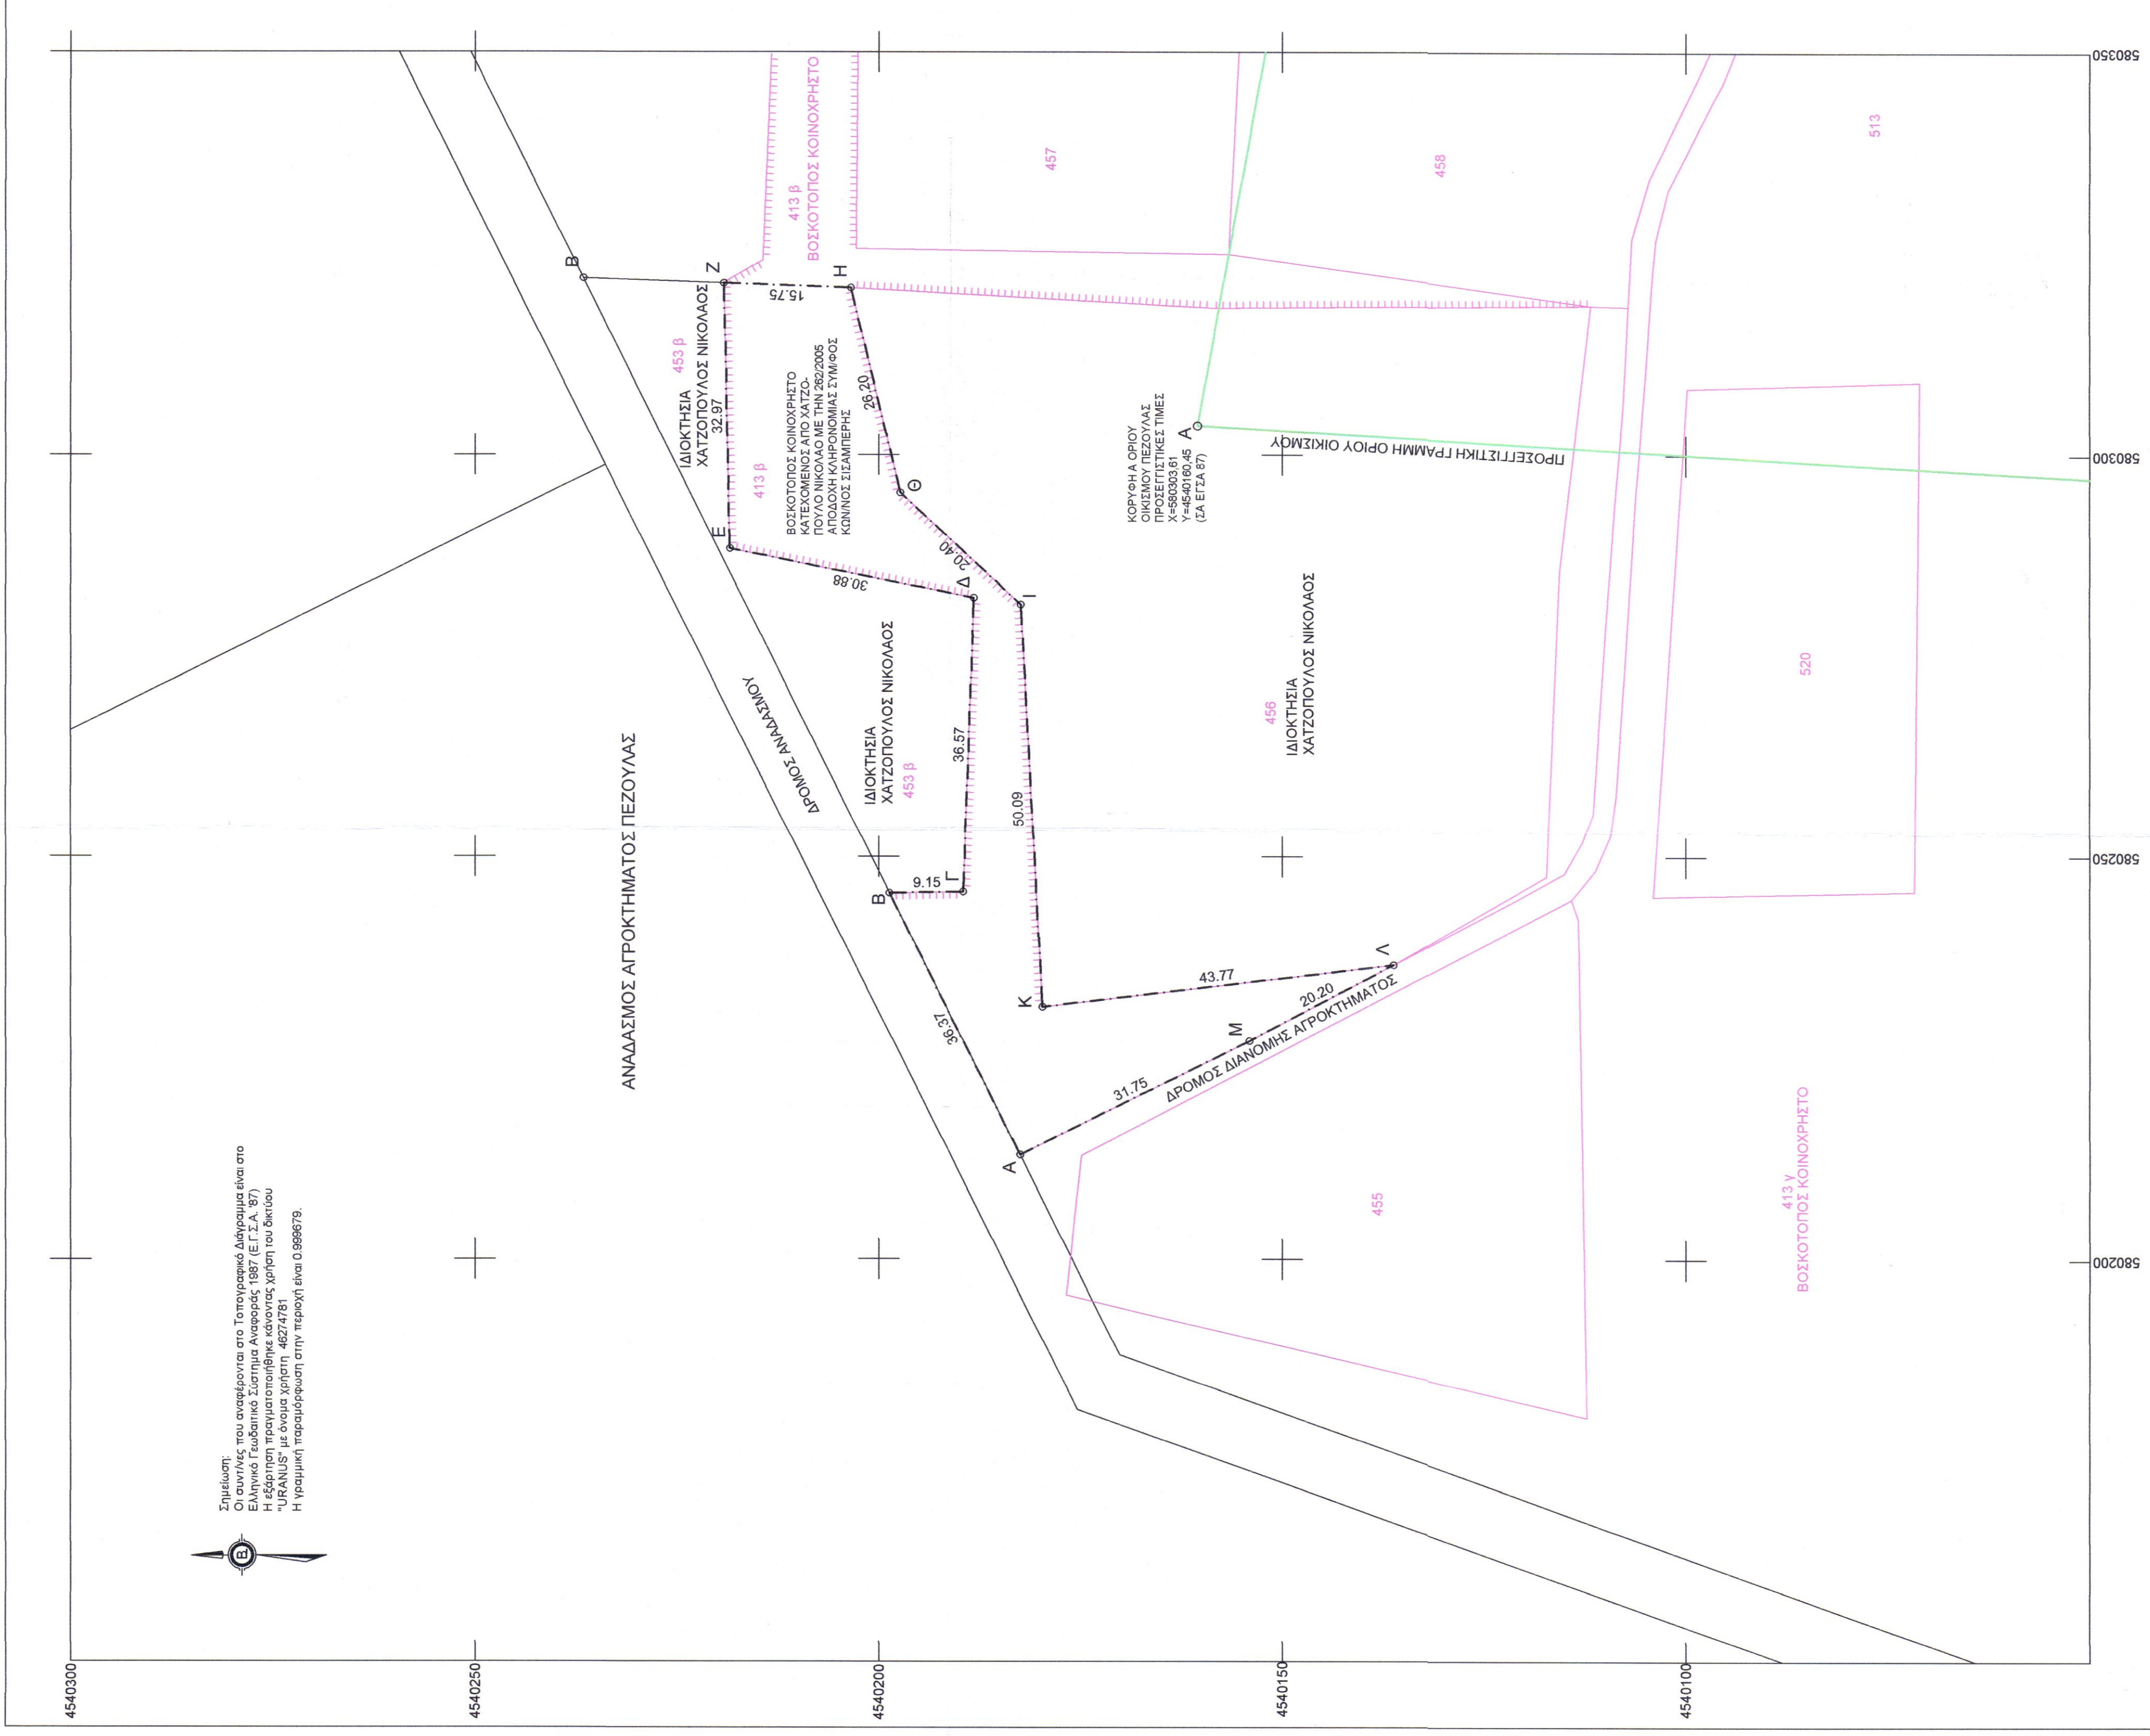 Σημείωση:
Οι συντ/νες που αναφέρονται στο Τοπογραφικό Διάγραμμα είναι στο
Ελληνικό Γεωδαιτικό Σύστημα Αναφοράς 1987 (Ε.Γ.Σ.Α. '87)
Η εξάρτηση πραγματοποιήθηκε κάνοντας χρήση του δικτύου
"URANUS" με όνομα χρήστη 46274781
Η γραμμική παραμόρφωση στην περιοχή είναι 0.999679.
Β
4540300
4540250
4540200
4540150
4540100
580350
580300
580250
580200
ΑΝΑΔΑΣΜΟΣ ΑΓΡΟΚΤΗΜΑΤΟΣ ΠΕΖΟΥΛΑΣ
ΔΡΟΜΟΣ ΑΝΑΔΑΣΜΟΥ
Β
Ζ
Η
Ε
Θ
Δ
Ι
Β
Γ
Κ
Λ
Μ
Α
453 β
ΙΔΙΟΚΤΗΣΙΑ
ΧΑΤΖΟΠΟΥΛΟΣ ΝΙΚΟΛΑΟΣ
32.97
15.75
26.20
20.40
30.88
36.57
50.09
9.15
36.37
43.77
20.20
31.75
413 β
ΒΟΣΚΟΤΟΠΟΣ ΚΟΙΝΟΧΡΗΣΤΟ
413 β
ΒΟΣΚΟΤΟΠΟΣ ΚΟΙΝΟΧΡΗΣΤΟ
ΚΑΤΕΧΟΜΕΝΟΣ ΑΠΟ ΧΑΤΖΟ-
ΠΟΥΛΟ ΝΙΚΟΛΑΟ ΜΕ ΤΗΝ 262/2005
ΑΠΟΔΟΧΗ ΚΛΗΡΟΝΟΜΙΑΣ ΣΥΜ/ΦΟΣ
ΚΩΝ/ΝΟΣ ΣΙΣΑΜΠΕΡΗΣ
ΙΔΙΟΚΤΗΣΙΑ
ΧΑΤΖΟΠΟΥΛΟΣ ΝΙΚΟΛΑΟΣ
453 β
457
458
513
520
ΚΟΡΥΦΗ Α ΟΡΙΟΥ
ΟΙΚΙΣΜΟΥ ΠΕΖΟΥΛΑΣ
ΠΡΟΣΕΓΓΙΣΤΙΚΕΣ ΤΙΜΕΣ
Χ=580303,61
Υ=4540160,45
(ΣΑ ΕΓΣΑ 87)
Α
ΠΡΟΣΕΓΓΙΣΤΙΚΗ ΓΡΑΜΜΗ ΟΡΙΟΥ ΟΙΚΙΣΜΟΥ
456
ΙΔΙΟΚΤΗΣΙΑ
ΧΑΤΖΟΠΟΥΛΟΣ ΝΙΚΟΛΑΟΣ
ΔΡΟΜΟΣ ΔΙΑΝΟΜΗΣ ΑΓΡΟΚΤΗΜΑΤΟΣ
455
413 γ
ΒΟΣΚΟΤΟΠΟΣ ΚΟΙΝΟΧΡΗΣΤΟ